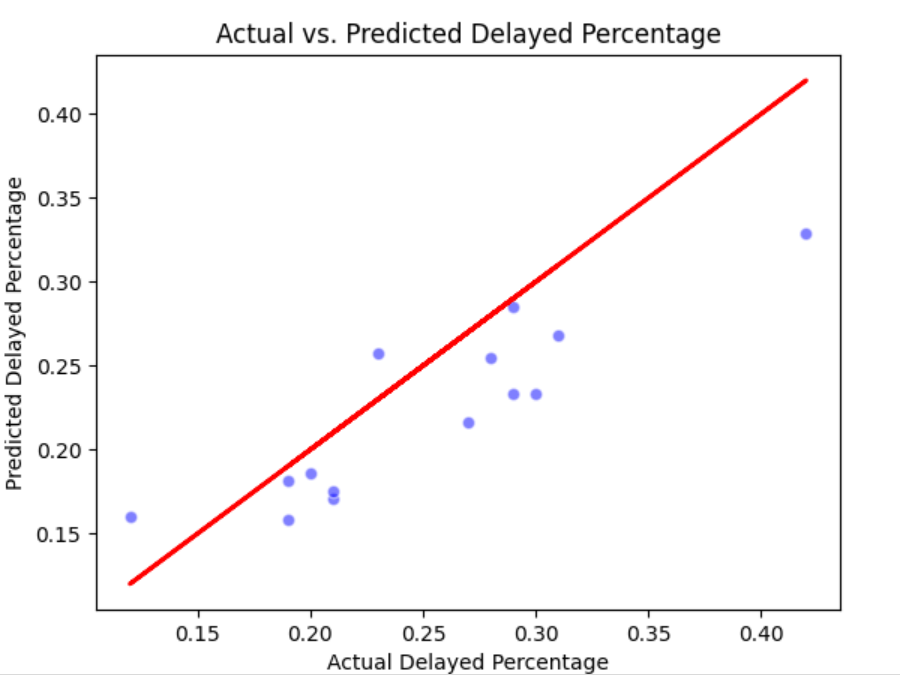 Actual vs. Predicted Delayed Percentage
Predicted Delayed Percentage
0.40
0.35
0.30
0.25
0.20
0.15
0.15 0.20 0.25 0.30 0.35 0.40
Actual Delayed Percentage